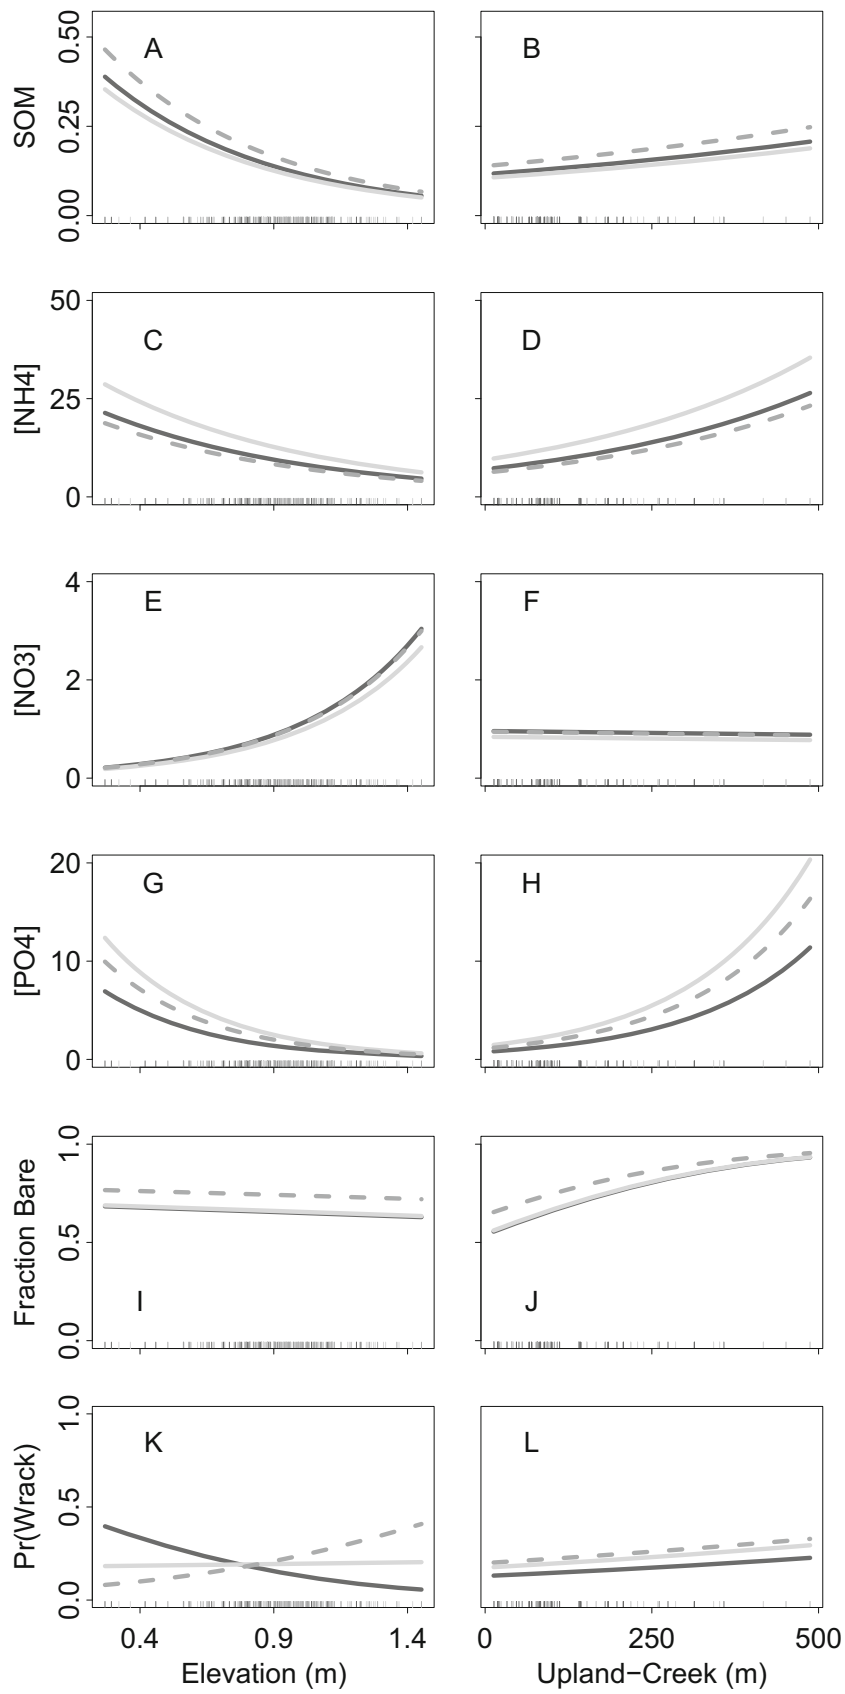 SOM
0.00 0.25 0.50
A
B
[NH4]
50
25
0
C
D
[NO3]
4
2
0
E
F
[PO4]
20
10
0
G
H
Fraction Bare
0.0 0.5 1.0
I
J
Pr(Wrack)
0.0 0.5 1.0
K
L
0.4 0.9 1.4
0 250 500
Elevation (m)
Upland−Creek (m)